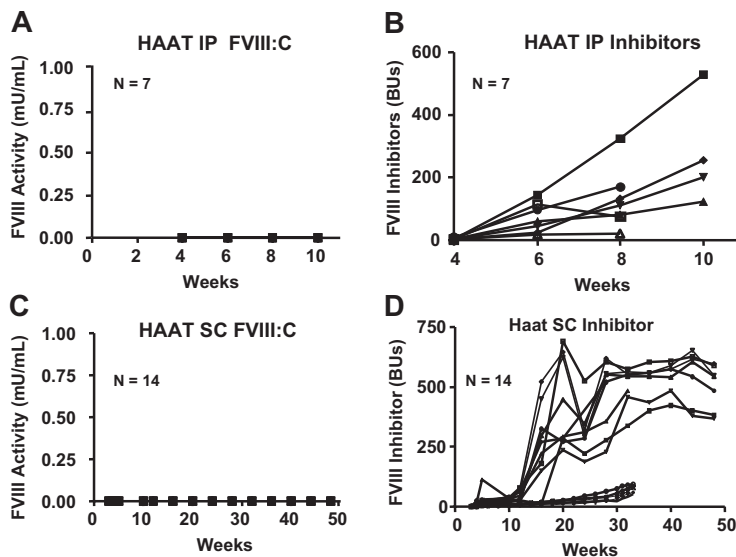 A
HAAT IP FVIII:C
FVIII Activity (mU/mL)
1.00
0.75
0.50
0.25
0.00
N = 7
0 2 4 6 8 10
Weeks
B
HAAT IP Inhibitors
FVIII Inhibitors (BUs)
600
400
200
0
N = 7
4 6 8 10
Weeks
C
HAAT SC FVIII:C
FVIII Activity (mU/mL)
1.00
0.75
0.50
0.25
0.00
N = 14
0 10 20 30 40 50
Weeks
D
Haat SC Inhibitor
FVIII Inhibitor (BUs)
750
500
250
0
N = 14
0 10 20 30 40 50
Weeks